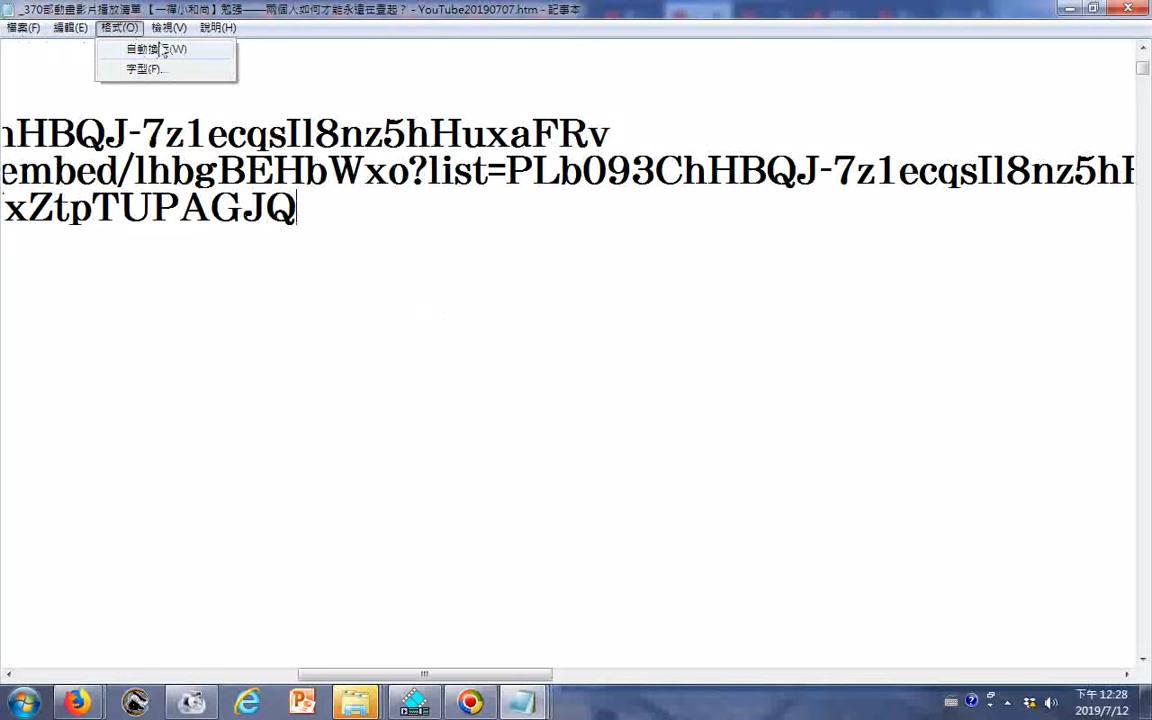 _370部動畫影片播放清單【一禪小和尚】勉強——兩個人如何才能永遠在壹起？ - YouTube20190707.htm - 記事本
檔案(F) 編輯(E) 格式(O) 檢視(V) 說明(H)
自動換行(W)
字型(F)...
hHBQJ-7z1ecqsIl8nz5hHuxaFRv
embed/lhbgBEHbWxo?list=PLb093ChHBQJ-7z1ecqsIl8nz5hH
xZtpTUPAGJQ
下午 12:28
2019/7/12